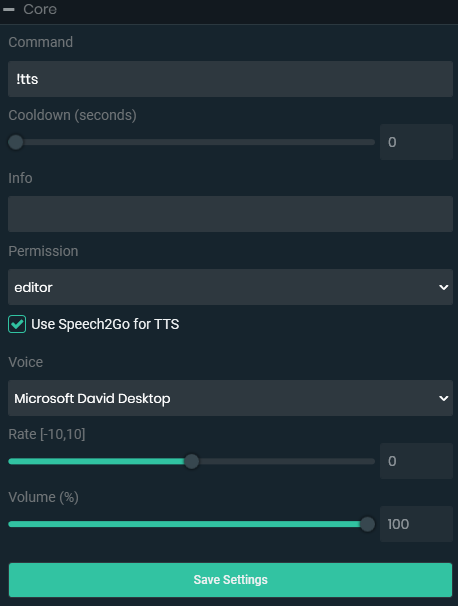 Core
Command
!tts
Cooldown (seconds)
0
Info
Permission
editor
Use Speech2Go for TTS
Voice
Microsoft David Desktop
Rate [-10,10]
0
Volume (%)
100
Save Settings